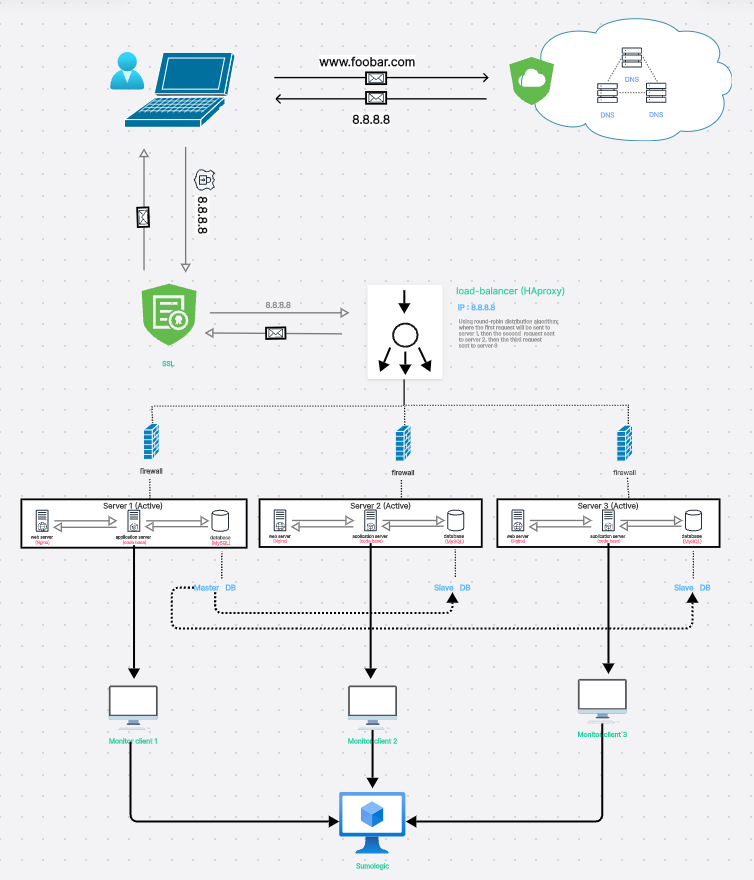 www.foobar.com
8.8.8.8
DNS
DNS
DNS
8.8.8.8
8.8.8.8
SSL
load-balancer (HAproxy)
IP : 8.8.8.8
Using round-robin distribution algorithm,
where the first request will be sent to
server 1, then the second request sent
to server 2, then the third request
sent to server 3
firewall
firewall
firewall
Server 1 (Active)
web server
(Nginx)
application server
(code base)
database
(MySQL)
Server 2 (Active)
web server
(Nginx)
application server
(code base)
database
(MySQL)
Server 3 (Active)
web server
(Nginx)
application server
(code base)
database
(MySQL)
Master DB
Slave DB
Slave DB
Monitor client 1
Monitor client 2
Monitor client 3
Sumologic